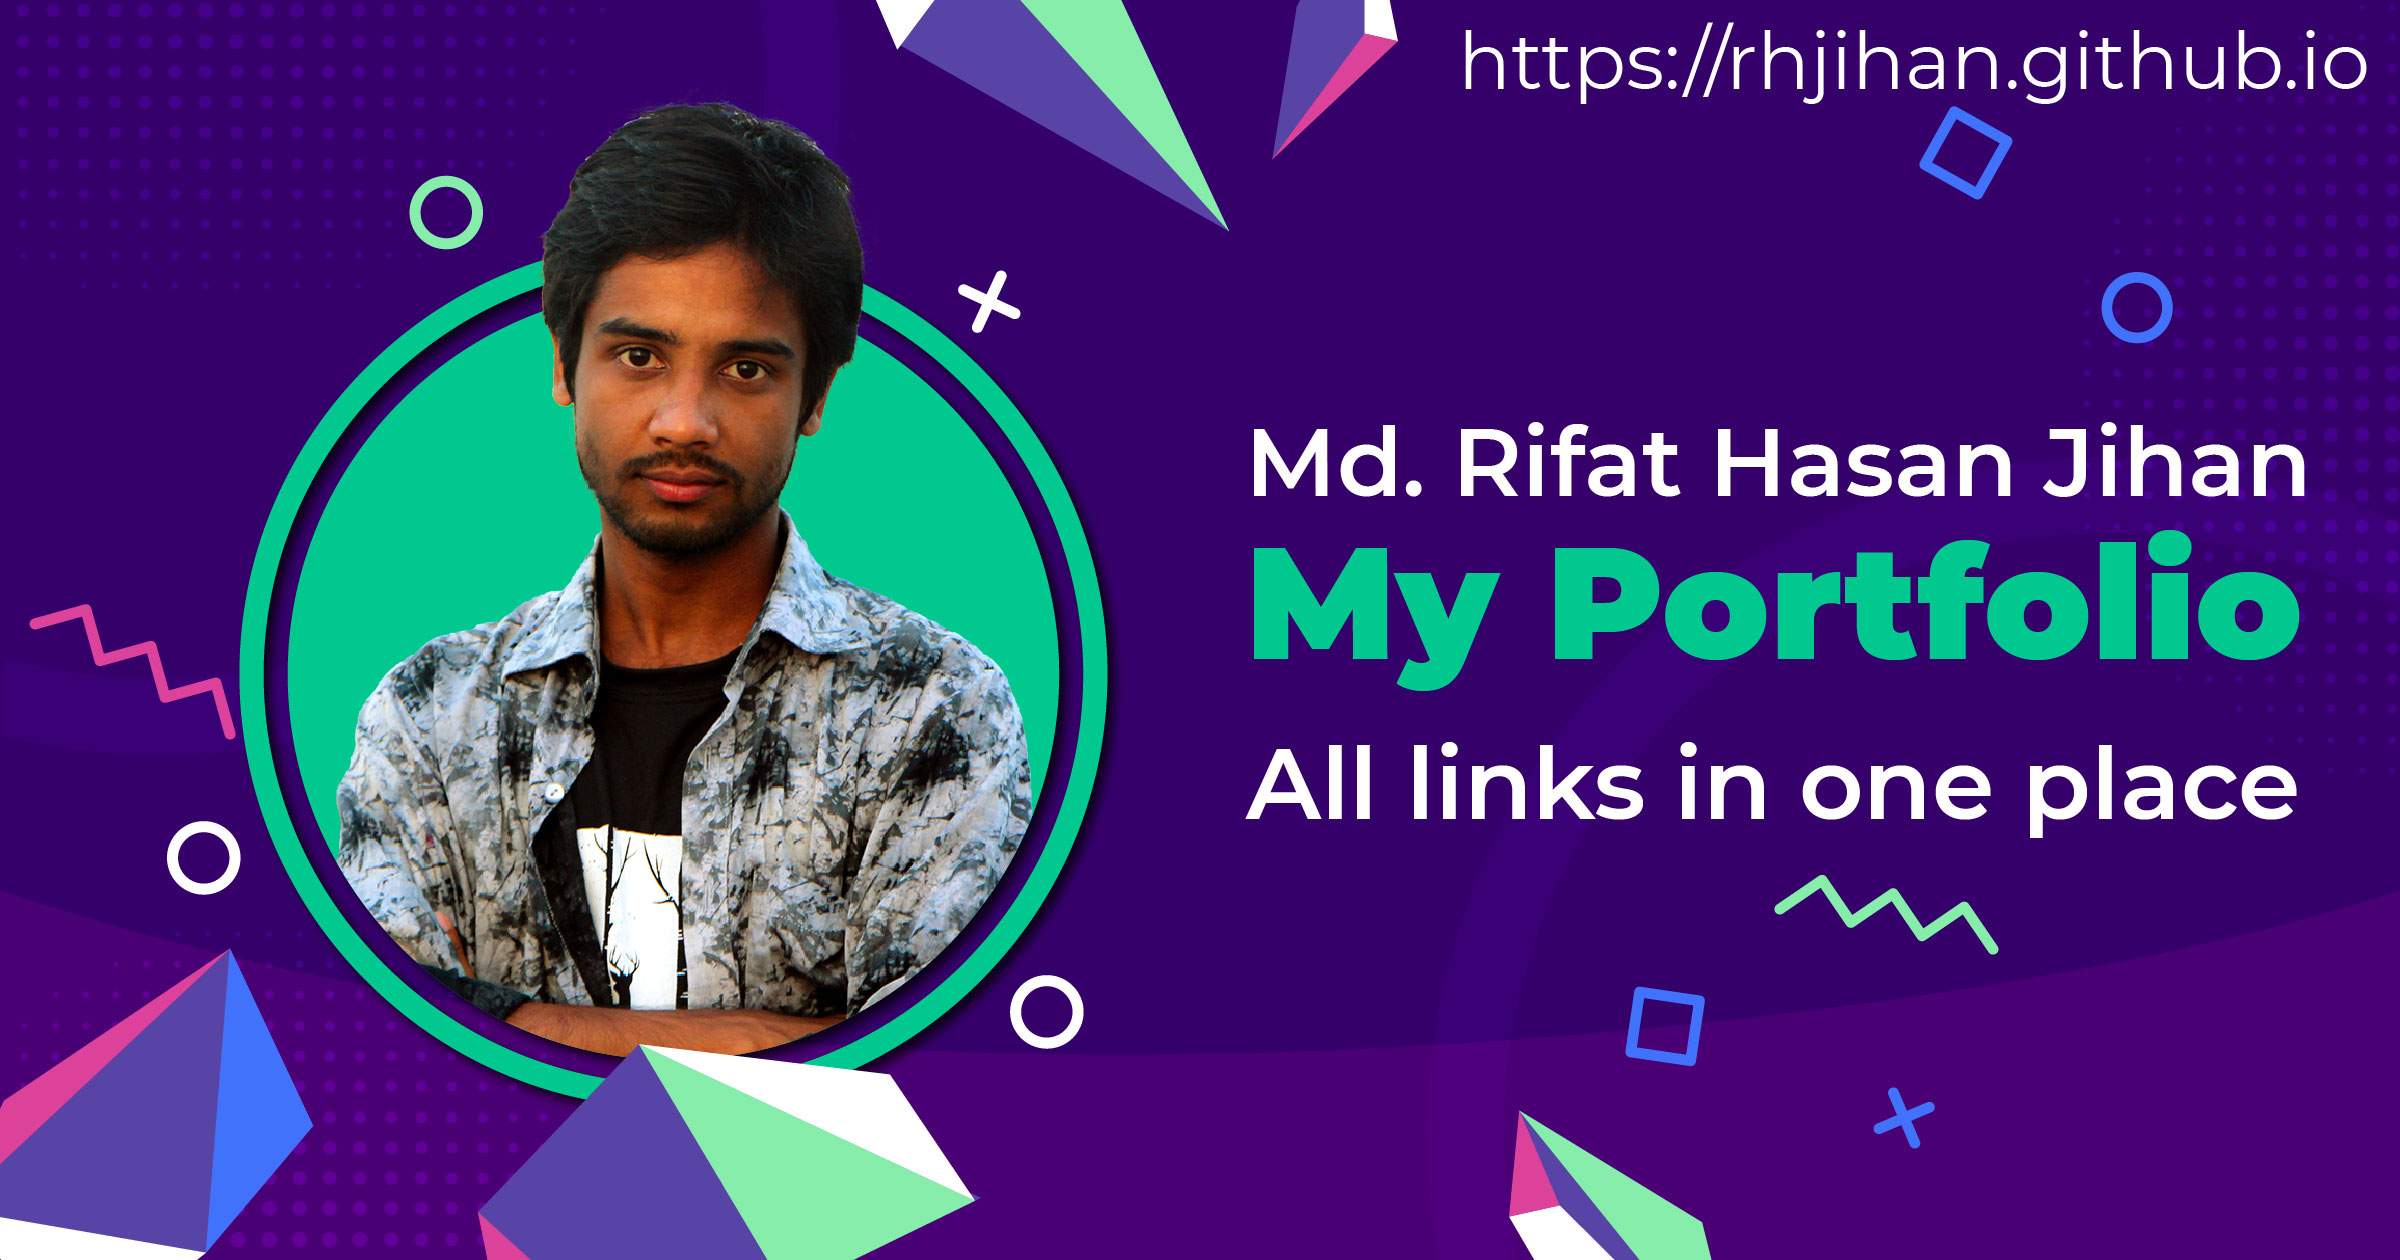 https://rhjihan.github.io
Md. Rifat Hasan Jihan
My Portfolio
All links in one place